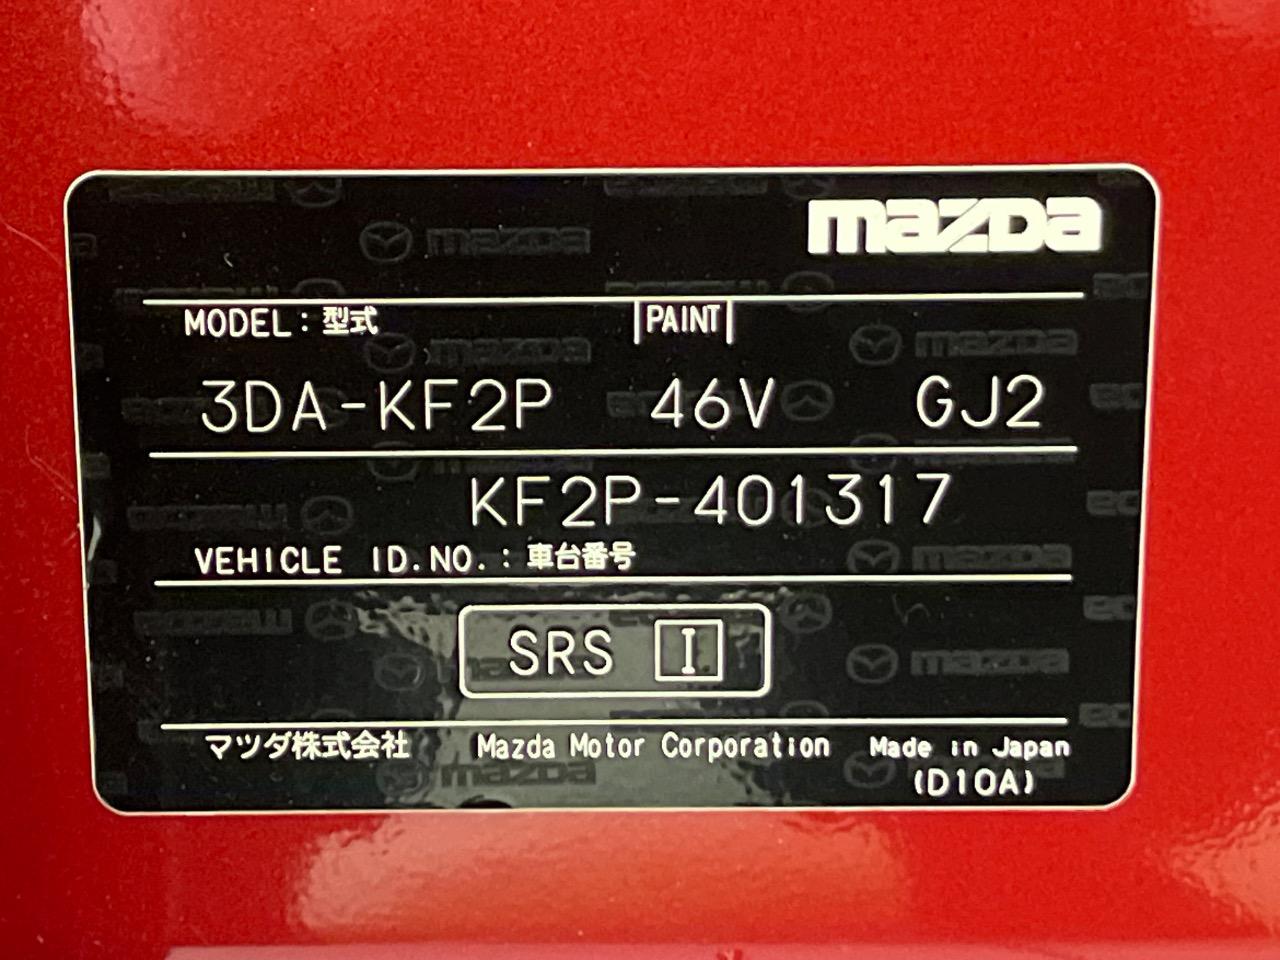 mazda
MODEL : 型式 |PAINT|
3DA-KF2P 46V GJ2
KF2P-401317
VEHICLE ID.NO. : 車台番号
SRS I
マツダ株式会社 Mazda Motor Corporation Made in Japan
(D10A)